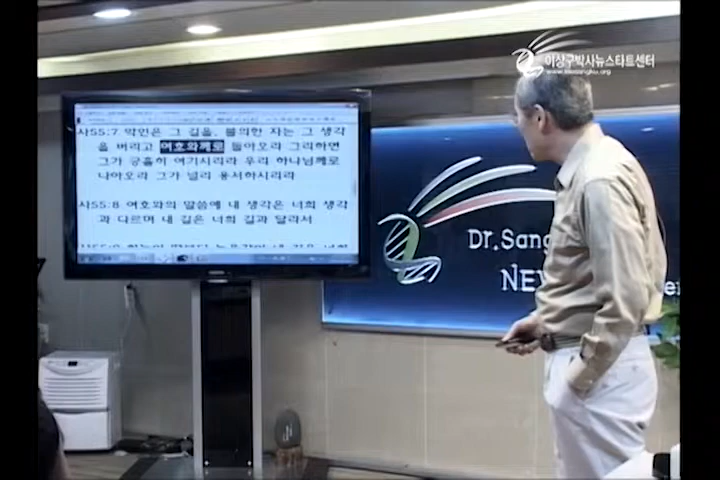 이상구박사뉴스타트센터
사55:7 악인은 그 길을, 불의한 자는 그 생각
을 버리고 여호와께로 돌아오라 그리하면
그가 긍휼히 여기시리라 우리 하나님께로
나아오라 그가 널리 용서하시리라
사55:8 여호와의 말씀에 내 생각은 너희 생각
과 다르며 내 길은 너희 길과 달라서
Dr.Sang
NEW